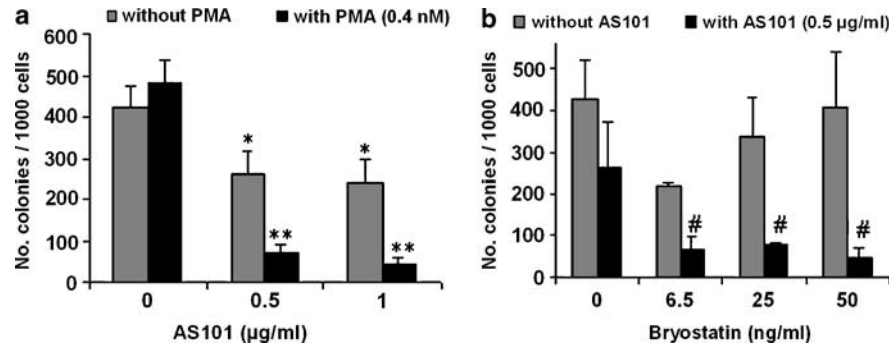 a
without PMA with PMA (0.4 nM)
No. colonies / 1000 cells
600
500
400
300
200
100
0
*
**
*
**
0 0.5 1
AS101 (µg/ml)
b
without AS101 with AS101 (0.5 µg/ml)
No. colonies / 1000 cells
500
400
300
200
100
0
# # #
0 6.5 25 50
Bryostatin (ng/ml)